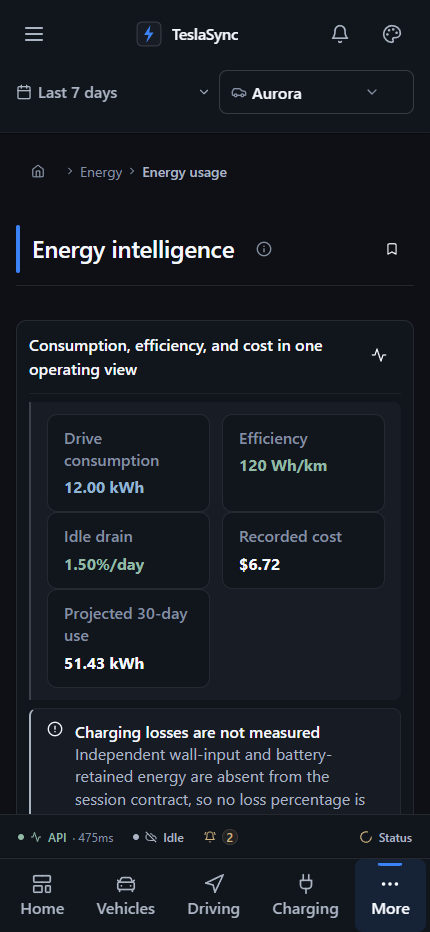 TeslaSync
Last 7 days
Aurora
Energy
Energy usage
Energy intelligence
Consumption, efficiency, and cost in one
operating view
Drive
consumption
12.00 kWh
Efficiency
120 Wh/km
Idle drain
1.50%/day
Recorded cost
$6.72
Projected 30-day
use
51.43 kWh
Charging losses are not measured
Independent wall-input and battery-
retained energy are absent from the
session contract, so no loss percentage is
API · 475ms
Idle
2
Status
Home
Vehicles
Driving
Charging
More